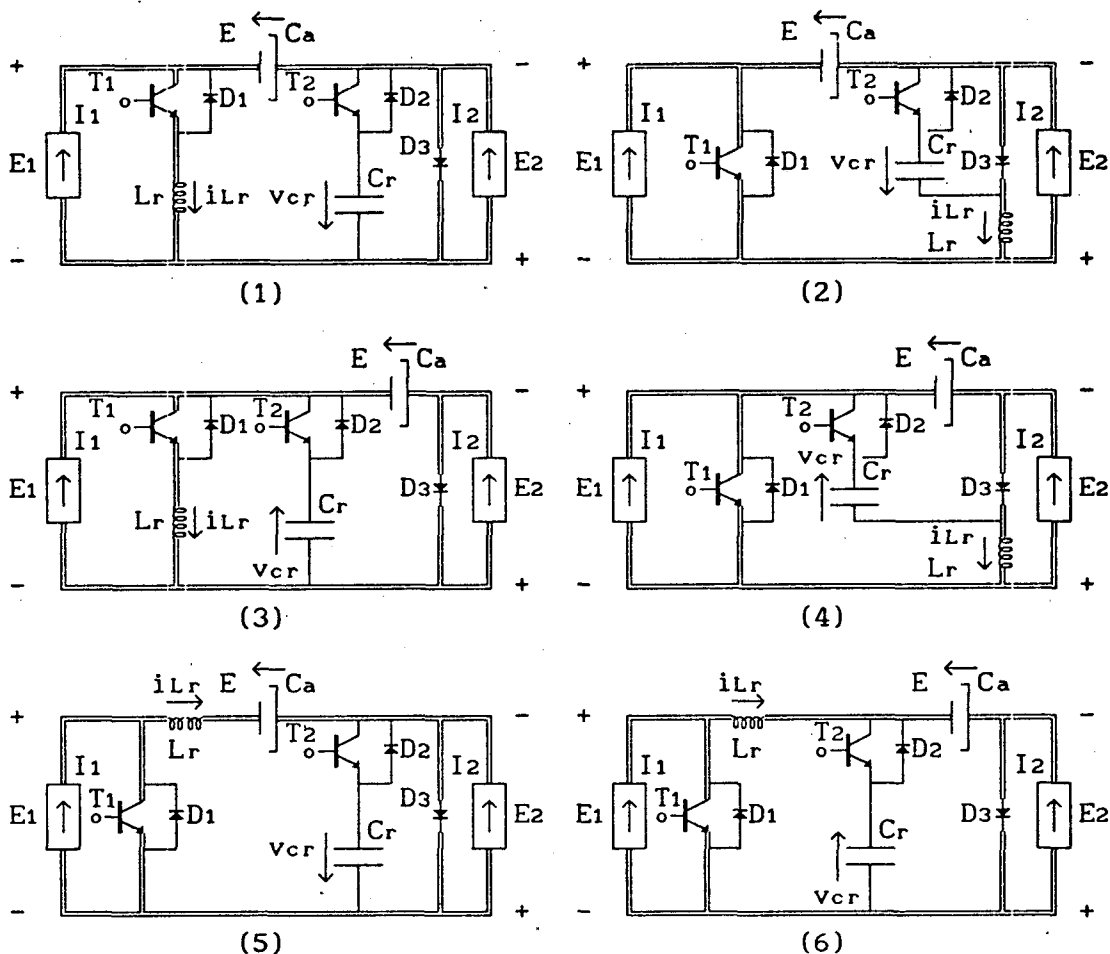 E Ca
+ T1 T2 -
I1 D1 D2 I2
E1 D3 E2
Lr iLr vcr Cr
- +
(1)
E Ca
+ T2 -
I1 D2 I2
T1 Cr
E1 D1 vcr D3 E2
iLr
Lr
- +
(2)
E Ca
+ -
T1 T2
I1 D1 D2 I2
E1 Cr D3 E2
Lr iLr
vcr
- +
(3)
E Ca
+ -
T2
I1 D2 I2
vcr
T1 Cr
E1 D1 D3 E2
iLr
Lr
- +
(4)
iLr E Ca
+ -
Lr T2
I1 D2 I2
T1
E1 D1 D3 E2
Cr
vcr
- +
(5)
iLr E Ca
+ -
Lr T2
I1 D2 I2
T1
E1 D1 D3 E2
Cr
vcr
- +
(6)